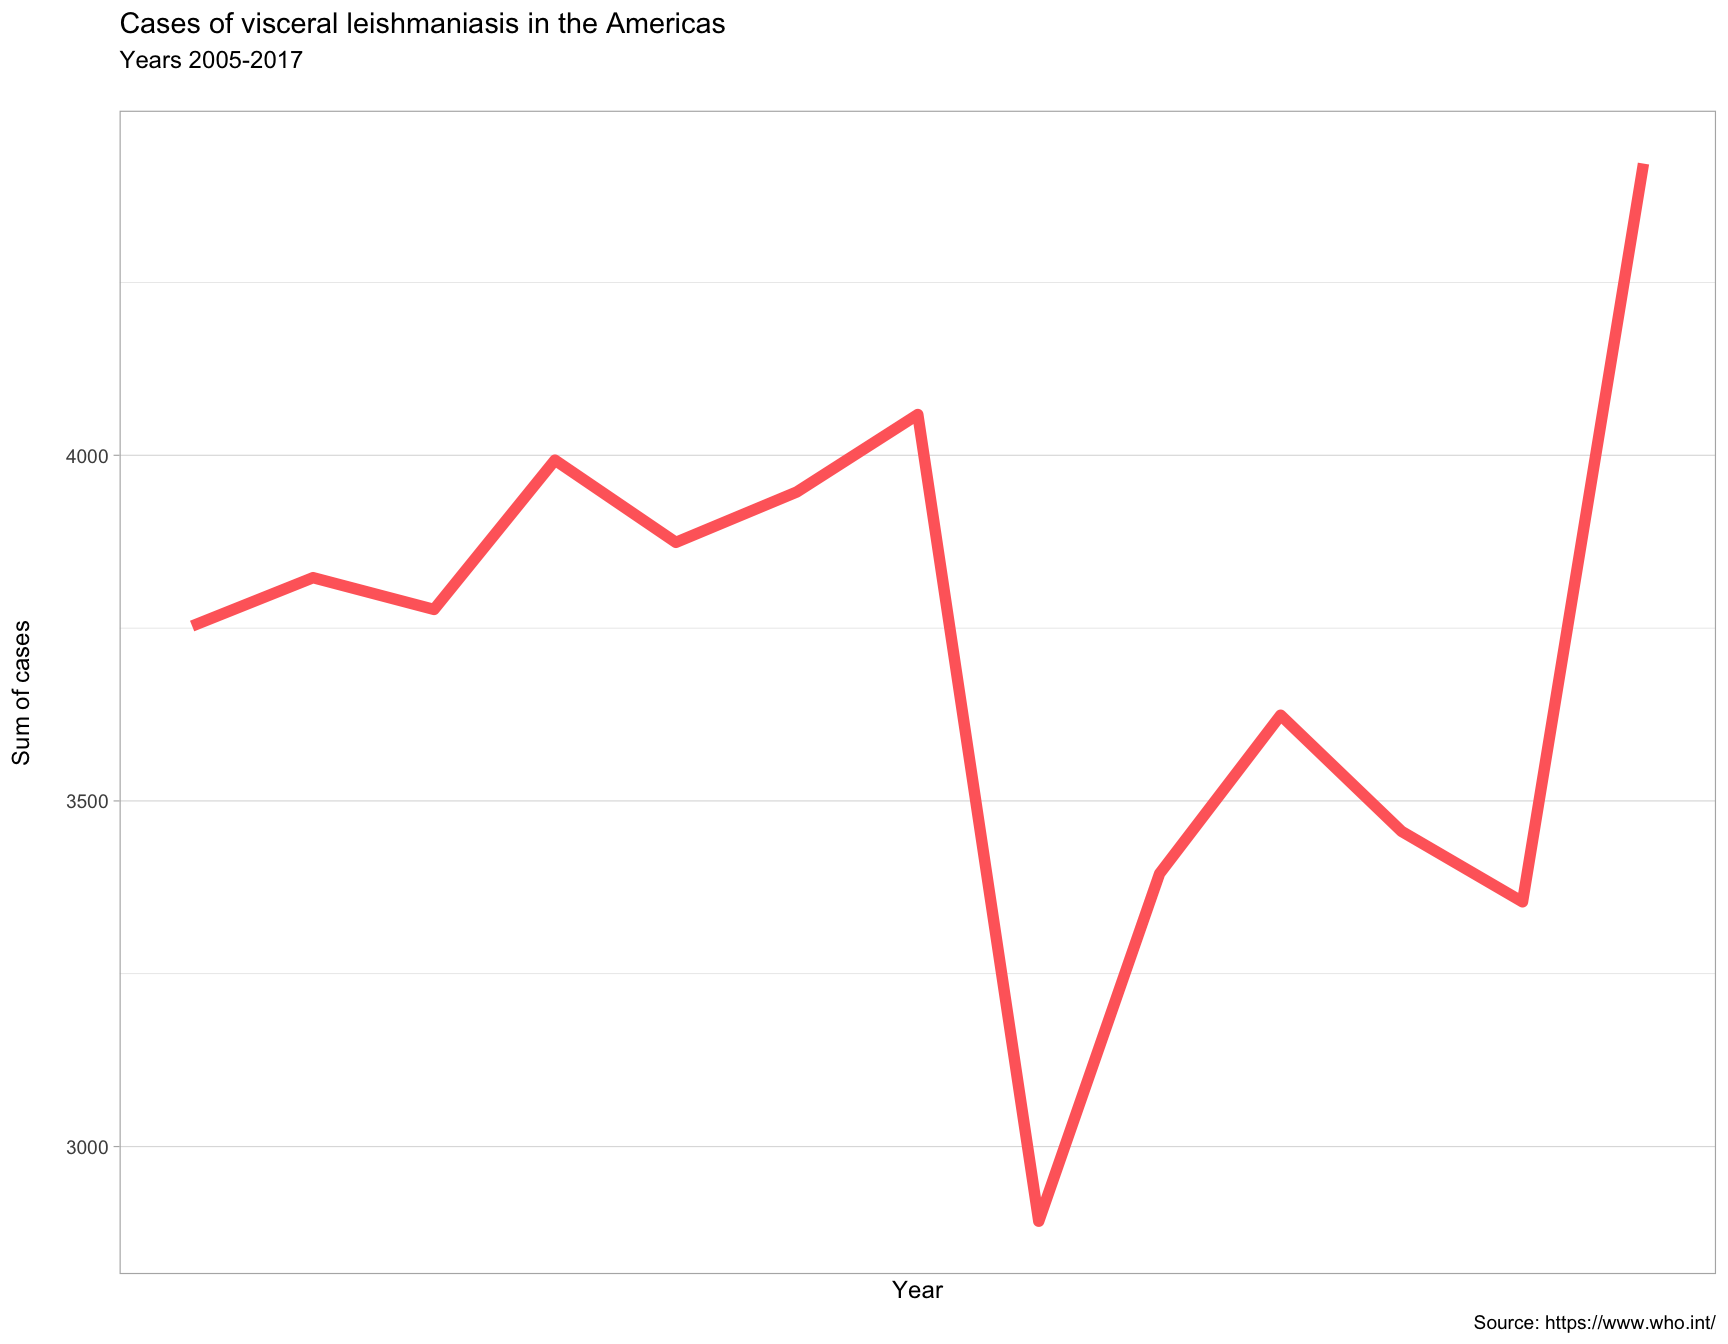 Cases of visceral leishmaniasis in the Americas
Years 2005-2017
Sum of cases
4000
3500
3000
Year
Source: https://www.who.int/